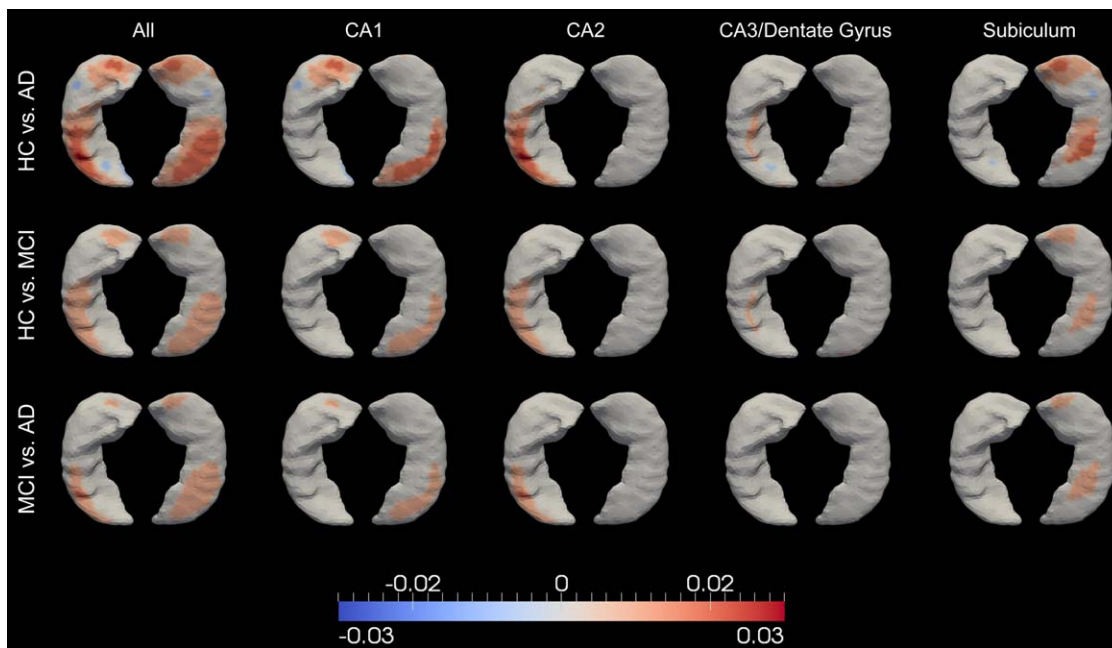 All CA1 CA2 CA3/Dentate Gyrus Subiculum
HC vs. AD
HC vs. MCI
MCI vs. AD
-0.02 0 0.02
-0.03 0.03